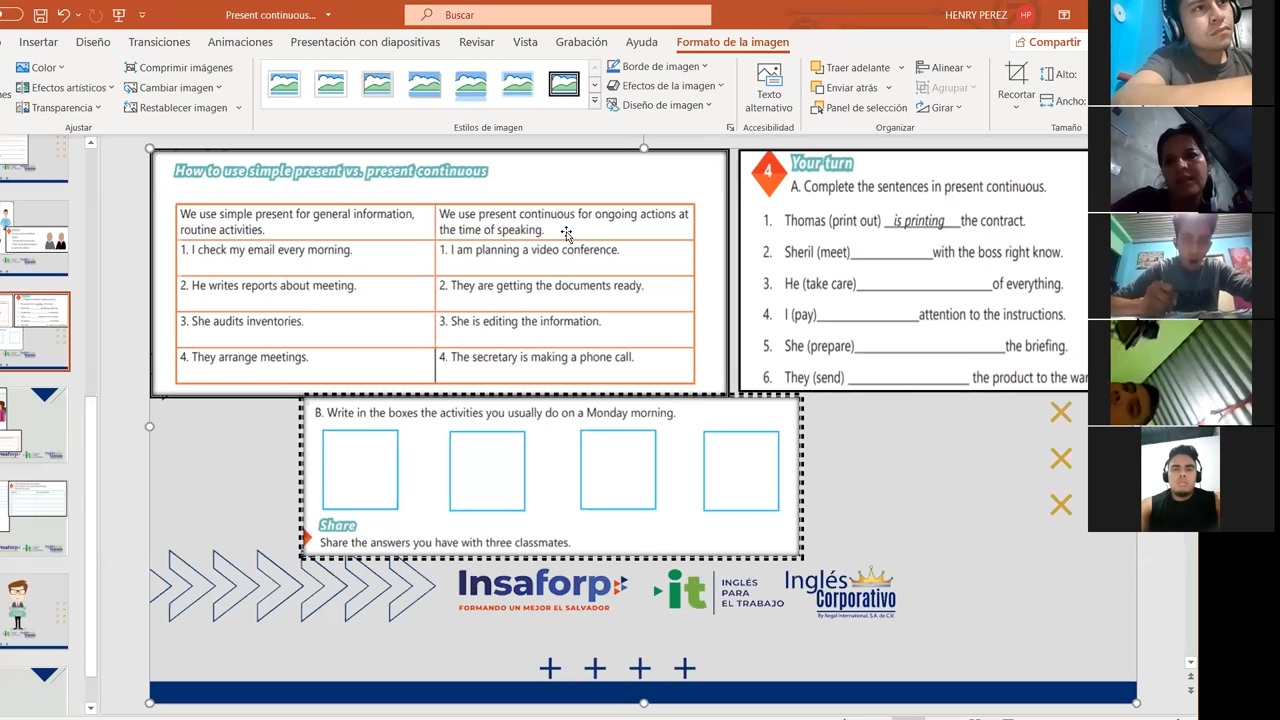 Present continuous...
Buscar
HENRY PEREZ
HP
Insertar
Diseño
Transiciones
Animaciones
Presentación con diapositivas
Revisar
Vista
Grabación
Ayuda
Formato de la imagen
Compartir
Color
Comprimir imágenes
Efectos artísticos
Cambiar imagen
Transparencia
Restablecer imagen
Ajustar
Estilos de imagen
Borde de imagen
Efectos de la imagen
Diseño de imagen
Texto
alternativo
Accesibilidad
Traer adelante
Alinear
Enviar atrás
Agrupar
Panel de selección
Girar
Organizar
Recortar
Alto:
Ancho:
Tamaño
How to use simple present vs. present continuous
We use simple present for general information,
routine activities.
We use present continuous for ongoing actions at
the time of speaking.
1. I check my email every morning.
1. I am planning a video conference.
2. He writes reports about meeting.
2. They are getting the documents ready.
3. She audits inventories.
3. She is editing the information.
4. They arrange meetings.
4. The secretary is making a phone call.
4
Your turn
A. Complete the sentences in present continuous.
1. Thomas (print out) _is printing___the contract.
2. Sheril (meet)______________with the boss right know.
3. He (take care)_______________________of everything.
4. I (pay)_________________attention to the instructions.
5. She (prepare)_________________________the briefing.
6. They (send) ____________________ the product to the
B. Write in the boxes the activities you usually do on a Monday morning.
Share
Share the answers you have with three classmates.
Insaforp
FORMANDO UN MEJOR EL SALVADOR
it
INGLÉS
PARA
EL TRABAJO
Inglés
Corporativo
By Regal International, S.A. de C.V.